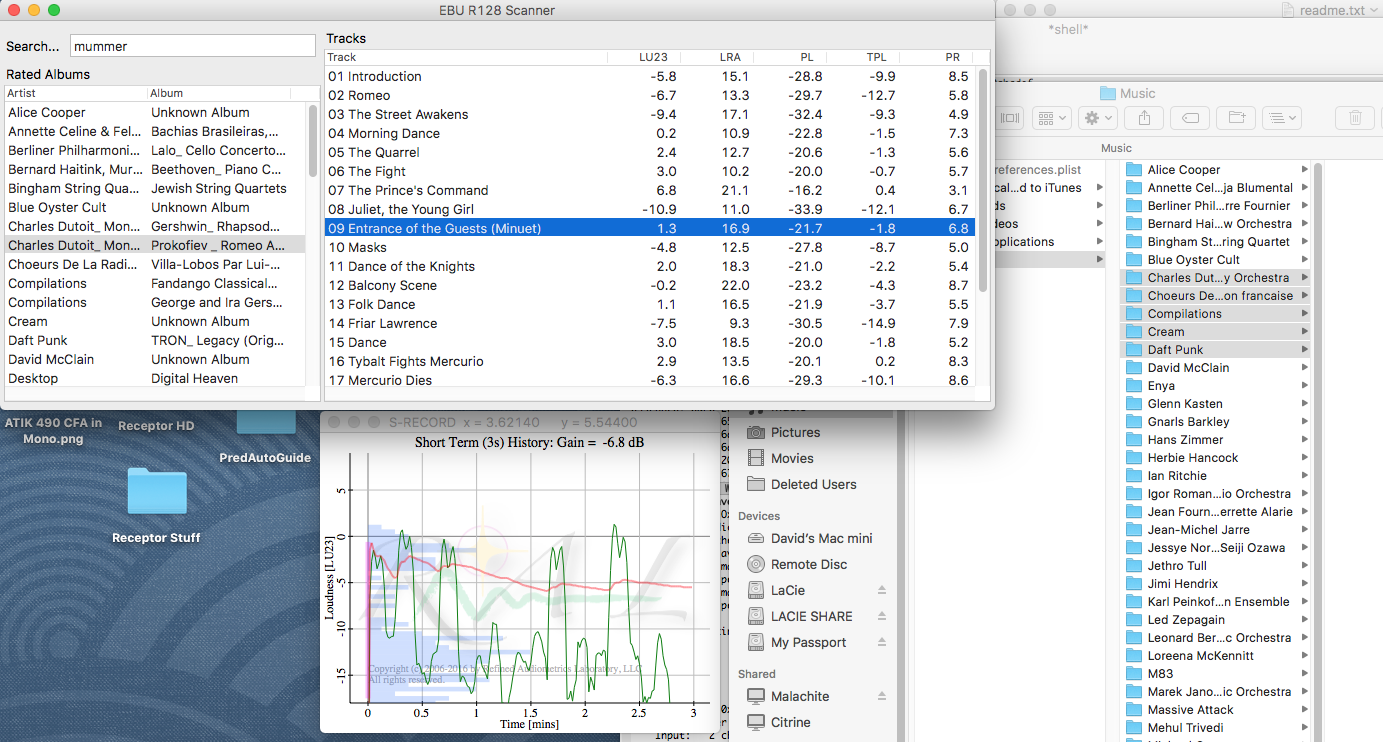 EBU R128 Scanner
Search...
mummer
Rated Albums
Artist Album
Alice Cooper Unknown Album
Annette Celine & Fel... Bachias Brasileiras,...
Berliner Philharmoni... Lalo_ Cello Concerto...
Bernard Haitink, Mur... Beethoven_ Piano C...
Bingham String Qua... Jewish String Quartets
Blue Oyster Cult Unknown Album
Charles Dutoit_ Mon... Gershwin_ Rhapsod...
Charles Dutoit_ Mon... Prokofiev _ Romeo A...
Choeurs De La Radi... Villa-Lobos Par Lui-...
Compilations Fandango Classical...
Compilations George and Ira Gers...
Cream Unknown Album
Daft Punk TRON_ Legacy (Orig...
David McClain Unknown Album
Desktop Digital Heaven
Tracks
Track LU23 LRA PL TPL PR
01 Introduction -5.8 15.1 -28.8 -9.9 8.5
02 Romeo -6.7 13.3 -29.7 -12.7 5.8
03 The Street Awakens -9.4 17.1 -32.4 -9.3 4.9
04 Morning Dance 0.2 10.9 -22.8 -1.5 7.3
05 The Quarrel 2.4 12.7 -20.6 -1.3 5.6
06 The Fight 3.0 10.2 -20.0 -0.7 5.7
07 The Prince's Command 6.8 21.1 -16.2 0.4 3.1
08 Juliet, the Young Girl -10.9 11.0 -33.9 -12.1 6.7
09 Entrance of the Guests (Minuet) 1.3 16.9 -21.7 -1.8 6.8
10 Masks -4.8 12.5 -27.8 -8.7 5.0
11 Dance of the Knights 2.0 18.3 -21.0 -2.2 5.4
12 Balcony Scene -0.2 22.0 -23.2 -4.3 8.7
13 Folk Dance 1.1 16.5 -21.9 -3.7 5.5
14 Friar Lawrence -7.5 9.3 -30.5 -14.9 7.9
15 Dance 3.0 18.5 -20.0 -1.8 5.2
16 Tybalt Fights Mercurio 2.9 13.5 -20.1 0.2 8.3
17 Mercurio Dies -6.3 16.6 -29.3 -10.1 8.6
readme.txt
*shell*
Music
Music
references.plist
cal...d to iTunes
ds
deos
pplications
Alice Cooper
Annette Cel...ja Blumental
Berliner Phil...rre Fournier
Bernard Hai...w Orchestra
Bingham St...ring Quartet
Blue Oyster Cult
Charles Dut...y Orchestra
Choeurs De...on francaise
Compilations
Cream
Daft Punk
David McClain
Enya
Glenn Kasten
Gnarls Barkley
Hans Zimmer
Herbie Hancock
Ian Ritchie
Igor Roman...io Orchestra
Jean Fourn...errette Alarie
Jean-Michel Jarre
Jessye Nor...Seiji Ozawa
Jethro Tull
Jimi Hendrix
Karl Peinkof...n Ensemble
Led Zepagain
Leonard Ber...c Orchestra
Loreena McKennitt
M83
Marek Jano...ic Orchestra
Massive Attack
Mehul Trivedi
ATIK 490 CFA in
Mono.png
Receptor HD
PredAutoGuide
Receptor Stuff
S-RECORD x = 3.62140 y = 5.54400
Short Term (3s) History: Gain = -6.8 dB
Loudness [LU23]
5
0
-5
-10
-15
RAL
Copyright (c) 2006-2016 by Refined Audiometrics Laboratory, LLC
All rights reserved.
0 0.5 1 1.5 2 2.5 3
Time [mins]
Pictures
Movies
Deleted Users
Devices
David's Mac mini
Remote Disc
LaCie
LACIE SHARE
My Passport
Shared
Malachite
Citrine
Input: 2 ch